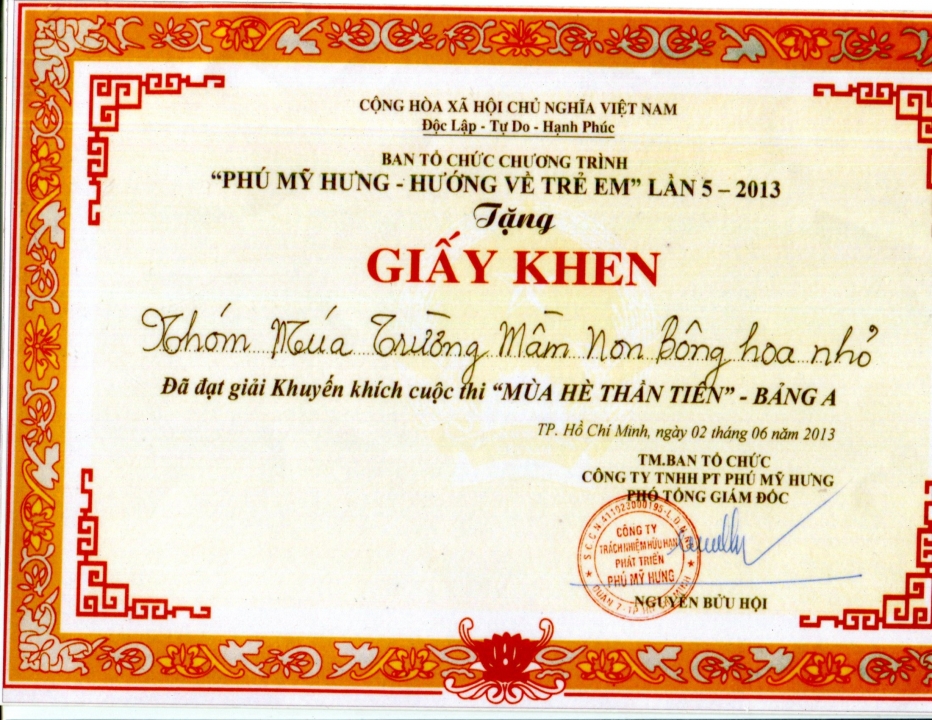 CỘNG HÒA XÃ HỘI CHỦ NGHĨA VIỆT NAM
Độc Lập - Tự Do - Hạnh Phúc
BAN TỔ CHỨC CHƯƠNG TRÌNH
“PHÚ MỸ HƯNG - HƯỚNG VỀ TRẺ EM” LẦN 5 – 2013
Tặng
GIẤY KHEN
Nhóm Múa Trường Mầm Non Bông hoa nhỏ
Đã đạt giải Khuyến khích cuộc thi “MÙA HÈ THẦN TIÊN” - BẢNG A
TP. Hồ Chí Minh, ngày 02 tháng 06 năm 2013
TM.BAN TỔ CHỨC
CÔNG TY TNHH PT PHÚ MỸ HƯNG
PHÓ TỔNG GIÁM ĐỐC
CÔNG TY
TRÁCH NHIỆM HỮU HẠN
PHÁT TRIỂN
PHÚ MỸ HƯNG
NGUYỄN BỬU HỘI